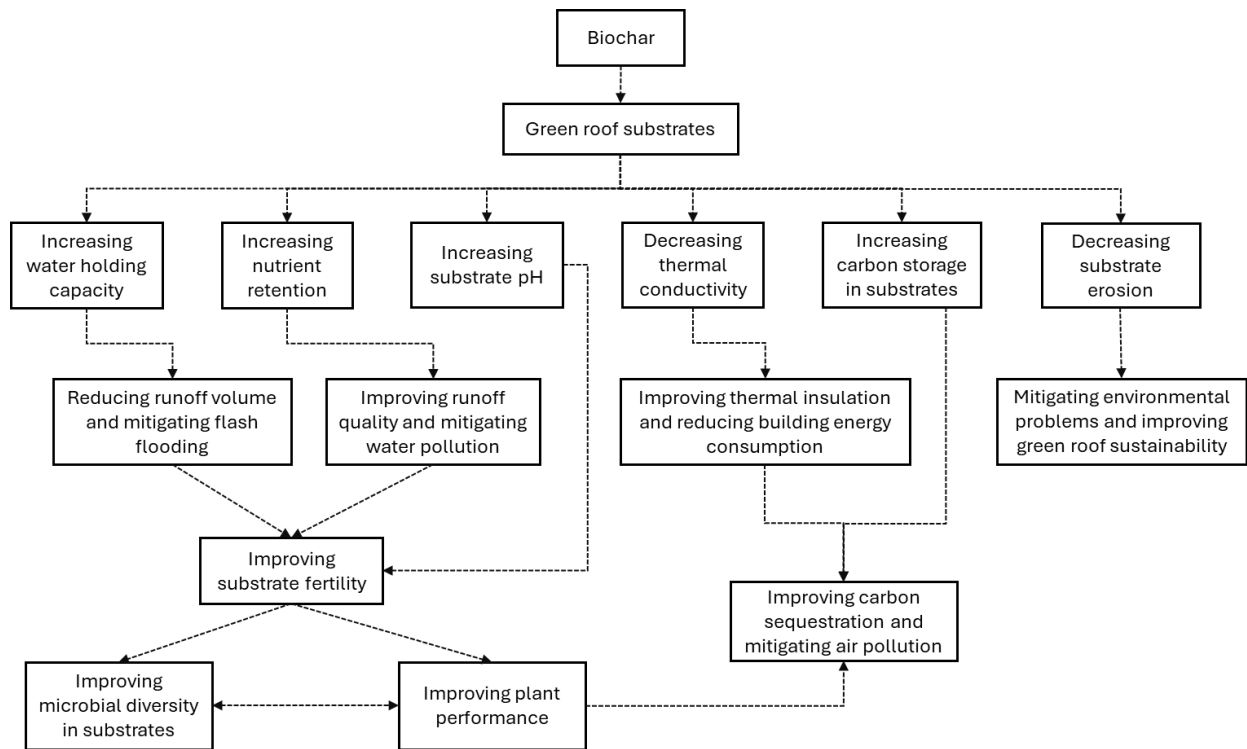 Biochar
Green roof substrates
Increasing
water holding
capacity
Increasing
nutrient
retention
Increasing
substrate pH
Decreasing
thermal
conductivity
Increasing
carbon storage
in substrates
Decreasing
substrate
erosion
Reducing runoff volume
and mitigating flash
flooding
Improving runoff
quality and mitigating
water pollution
Improving thermal insulation
and reducing building energy
consumption
Mitigating environmental
problems and improving
green roof sustainability
Improving
substrate fertility
Improving carbon
sequestration and
mitigating air pollution
Improving
microbial diversity
in substrates
Improving plant
performance